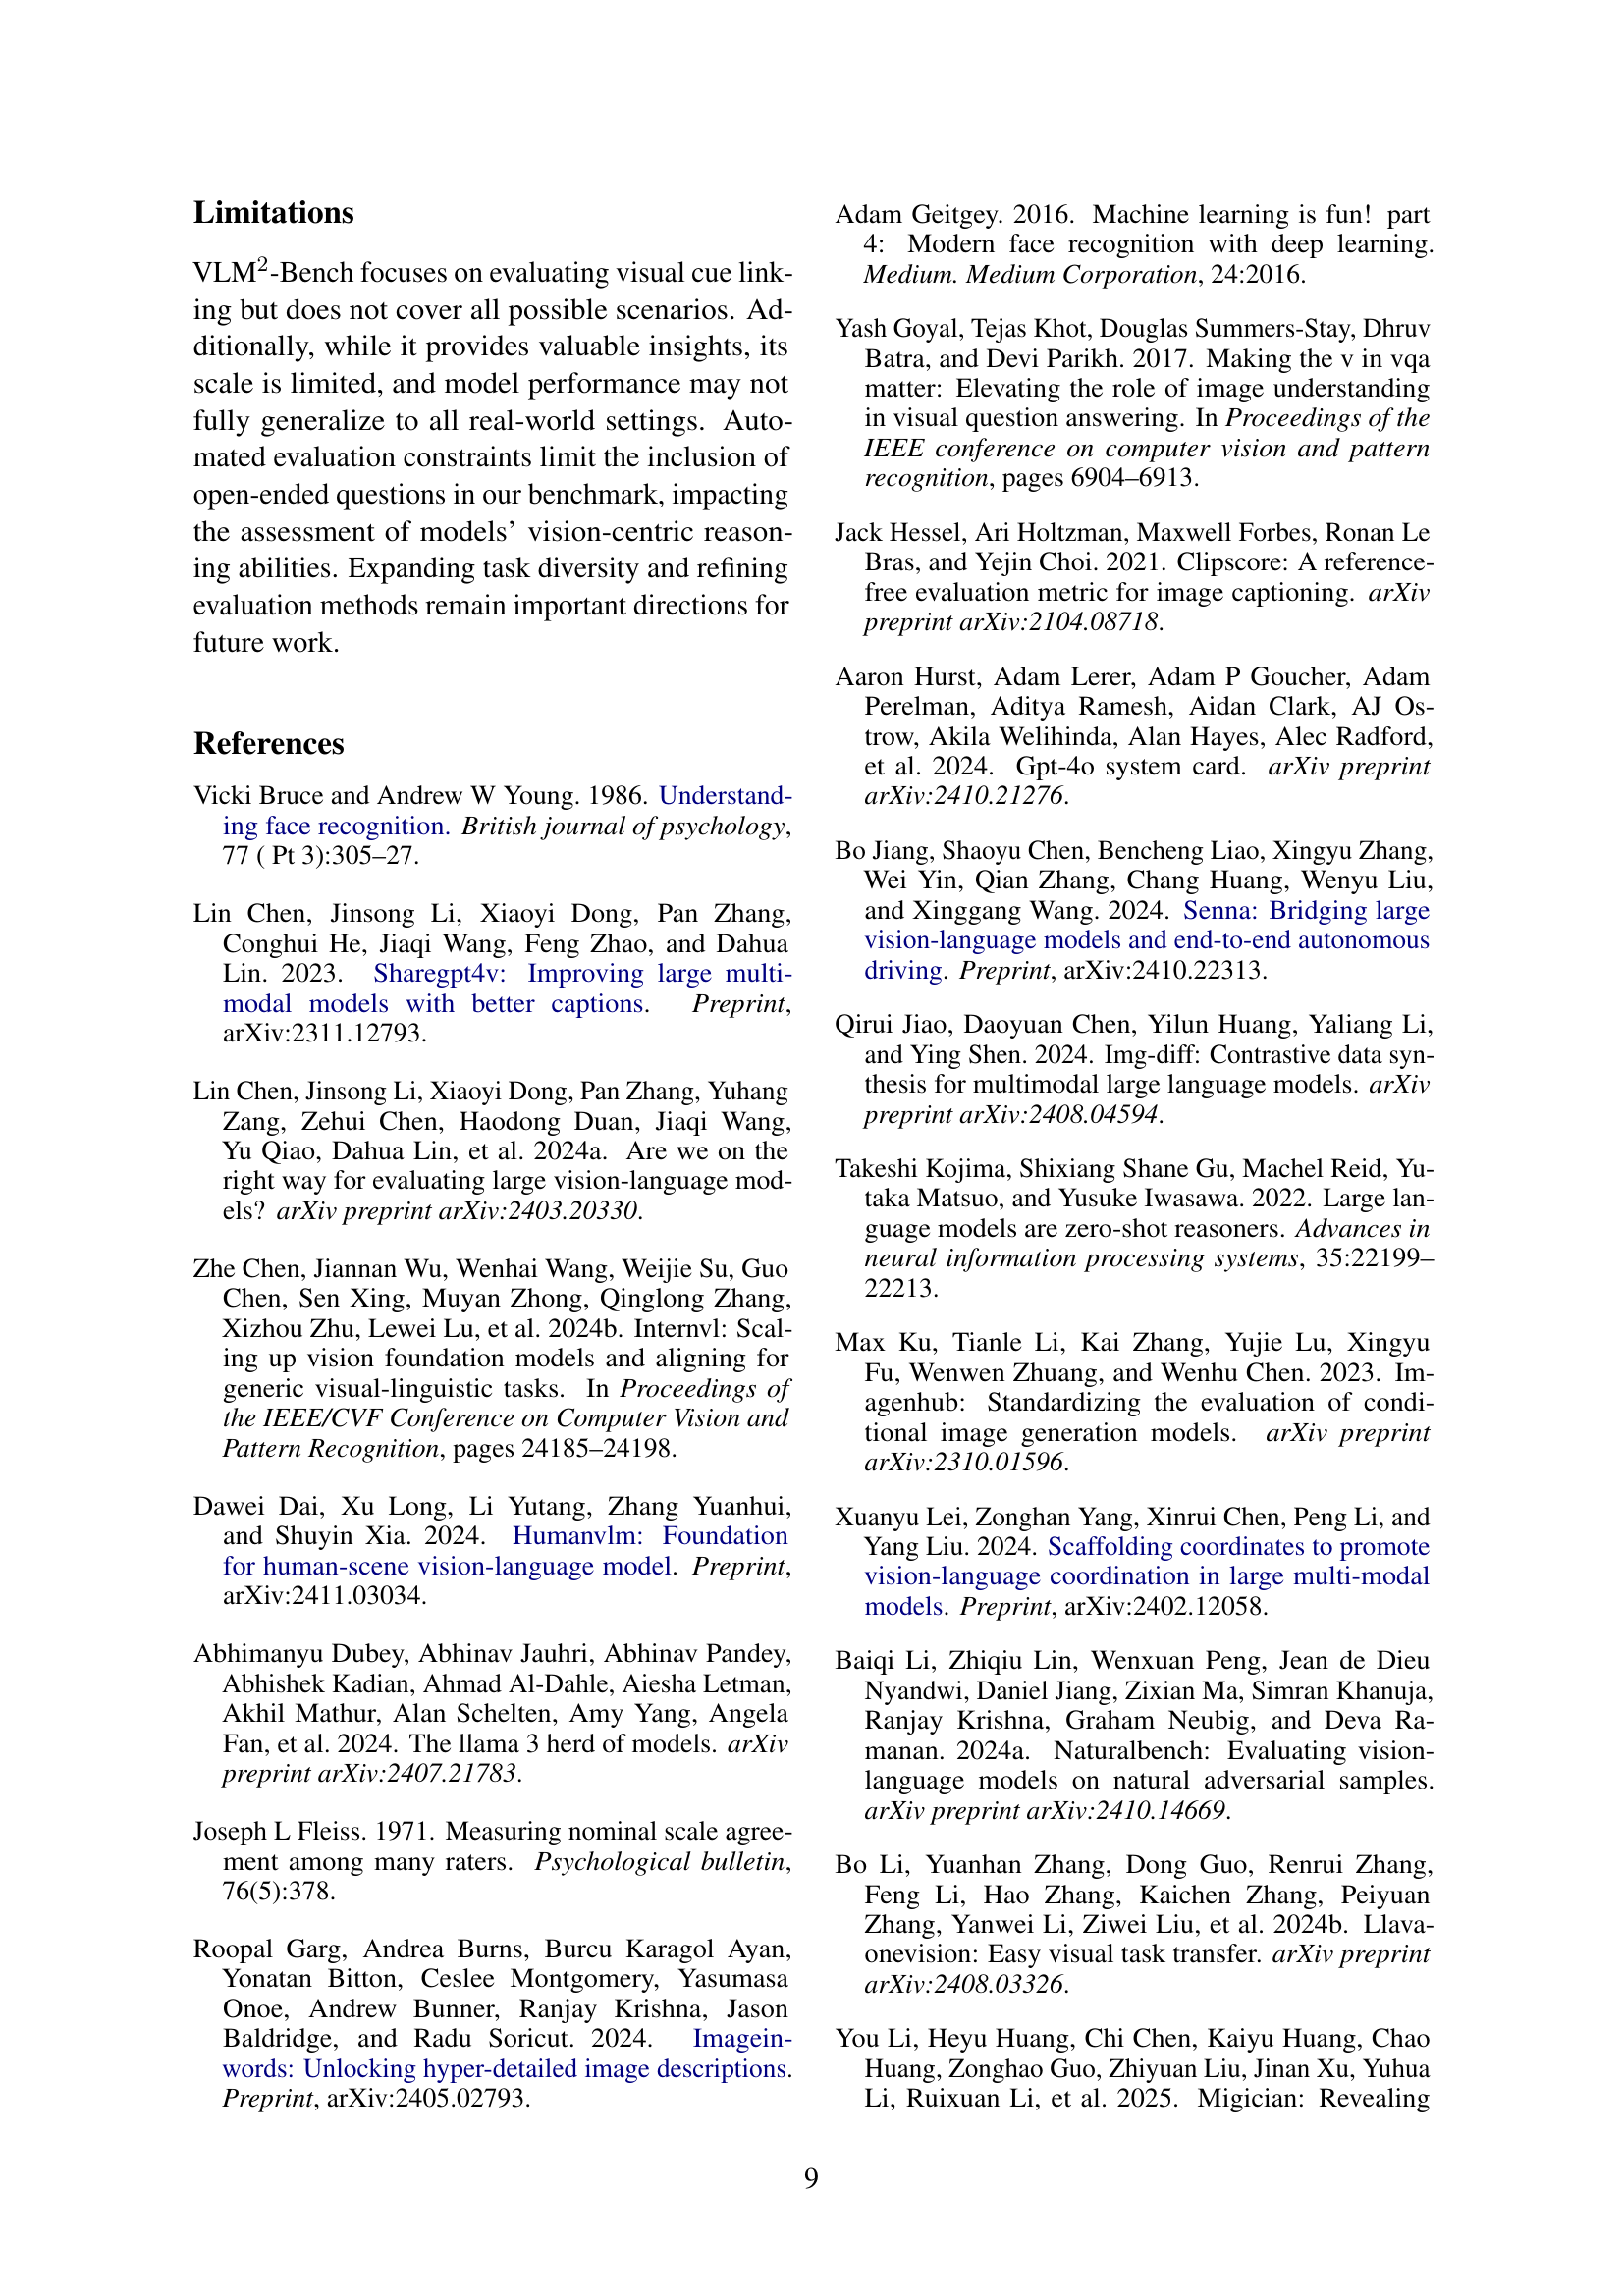 Limitations
VLM²-Bench focuses on evaluating visual cue link-
ing but does not cover all possible scenarios. Ad-
ditionally, while it provides valuable insights, its
scale is limited, and model performance may not
fully generalize to all real-world settings. Auto-
mated evaluation constraints limit the inclusion of
open-ended questions in our benchmark, impacting
the assessment of models’ vision-centric reason-
ing abilities. Expanding task diversity and refining
evaluation methods remain important directions for
future work.
References
Vicki Bruce and Andrew W Young. 1986. Understand-
ing face recognition. British journal of psychology,
77 ( Pt 3):305–27.
Lin Chen, Jinsong Li, Xiaoyi Dong, Pan Zhang,
Conghui He, Jiaqi Wang, Feng Zhao, and Dahua
Lin. 2023. Sharegpt4v: Improving large multi-
modal models with better captions. Preprint,
arXiv:2311.12793.
Lin Chen, Jinsong Li, Xiaoyi Dong, Pan Zhang, Yuhang
Zang, Zehui Chen, Haodong Duan, Jiaqi Wang,
Yu Qiao, Dahua Lin, et al. 2024a. Are we on the
right way for evaluating large vision-language mod-
els? arXiv preprint arXiv:2403.20330.
Zhe Chen, Jiannan Wu, Wenhai Wang, Weijie Su, Guo
Chen, Sen Xing, Muyan Zhong, Qinglong Zhang,
Xizhou Zhu, Lewei Lu, et al. 2024b. Internvl: Scal-
ing up vision foundation models and aligning for
generic visual-linguistic tasks. In Proceedings of
the IEEE/CVF Conference on Computer Vision and
Pattern Recognition, pages 24185–24198.
Dawei Dai, Xu Long, Li Yutang, Zhang Yuanhui,
and Shuyin Xia. 2024. Humanvlm: Foundation
for human-scene vision-language model. Preprint,
arXiv:2411.03034.
Abhimanyu Dubey, Abhinav Jauhri, Abhinav Pandey,
Abhishek Kadian, Ahmad Al-Dahle, Aiesha Letman,
Akhil Mathur, Alan Schelten, Amy Yang, Angela
Fan, et al. 2024. The llama 3 herd of models. arXiv
preprint arXiv:2407.21783.
Joseph L Fleiss. 1971. Measuring nominal scale agree-
ment among many raters. Psychological bulletin,
76(5):378.
Roopal Garg, Andrea Burns, Burcu Karagol Ayan,
Yonatan Bitton, Ceslee Montgomery, Yasumasa
Onoe, Andrew Bunner, Ranjay Krishna, Jason
Baldridge, and Radu Soricut. 2024. Imagein-
words: Unlocking hyper-detailed image descriptions.
Preprint, arXiv:2405.02793.
Adam Geitgey. 2016. Machine learning is fun! part
4: Modern face recognition with deep learning.
Medium. Medium Corporation, 24:2016.
Yash Goyal, Tejas Khot, Douglas Summers-Stay, Dhruv
Batra, and Devi Parikh. 2017. Making the v in vqa
matter: Elevating the role of image understanding
in visual question answering. In Proceedings of the
IEEE conference on computer vision and pattern
recognition, pages 6904–6913.
Jack Hessel, Ari Holtzman, Maxwell Forbes, Ronan Le
Bras, and Yejin Choi. 2021. Clipscore: A reference-
free evaluation metric for image captioning. arXiv
preprint arXiv:2104.08718.
Aaron Hurst, Adam Lerer, Adam P Goucher, Adam
Perelman, Aditya Ramesh, Aidan Clark, AJ Os-
trow, Akila Welihinda, Alan Hayes, Alec Radford,
et al. 2024. Gpt-4o system card. arXiv preprint
arXiv:2410.21276.
Bo Jiang, Shaoyu Chen, Bencheng Liao, Xingyu Zhang,
Wei Yin, Qian Zhang, Chang Huang, Wenyu Liu,
and Xinggang Wang. 2024. Senna: Bridging large
vision-language models and end-to-end autonomous
driving. Preprint, arXiv:2410.22313.
Qirui Jiao, Daoyuan Chen, Yilun Huang, Yaliang Li,
and Ying Shen. 2024. Img-diff: Contrastive data syn-
thesis for multimodal large language models. arXiv
preprint arXiv:2408.04594.
Takeshi Kojima, Shixiang Shane Gu, Machel Reid, Yu-
taka Matsuo, and Yusuke Iwasawa. 2022. Large lan-
guage models are zero-shot reasoners. Advances in
neural information processing systems, 35:22199–
22213.
Max Ku, Tianle Li, Kai Zhang, Yujie Lu, Xingyu
Fu, Wenwen Zhuang, and Wenhu Chen. 2023. Im-
agenhub: Standardizing the evaluation of condi-
tional image generation models. arXiv preprint
arXiv:2310.01596.
Xuanyu Lei, Zonghan Yang, Xinrui Chen, Peng Li, and
Yang Liu. 2024. Scaffolding coordinates to promote
vision-language coordination in large multi-modal
models. Preprint, arXiv:2402.12058.
Baiqi Li, Zhiqiu Lin, Wenxuan Peng, Jean de Dieu
Nyandwi, Daniel Jiang, Zixian Ma, Simran Khanuja,
Ranjay Krishna, Graham Neubig, and Deva Ra-
manan. 2024a. Naturalbench: Evaluating vision-
language models on natural adversarial samples.
arXiv preprint arXiv:2410.14669.
Bo Li, Yuanhan Zhang, Dong Guo, Renrui Zhang,
Feng Li, Hao Zhang, Kaichen Zhang, Peiyuan
Zhang, Yanwei Li, Ziwei Liu, et al. 2024b. Llava-
onevision: Easy visual task transfer. arXiv preprint
arXiv:2408.03326.
You Li, Heyu Huang, Chi Chen, Kaiyu Huang, Chao
Huang, Zonghao Guo, Zhiyuan Liu, Jinan Xu, Yuhua
Li, Ruixuan Li, et al. 2025. Migician: Revealing
9